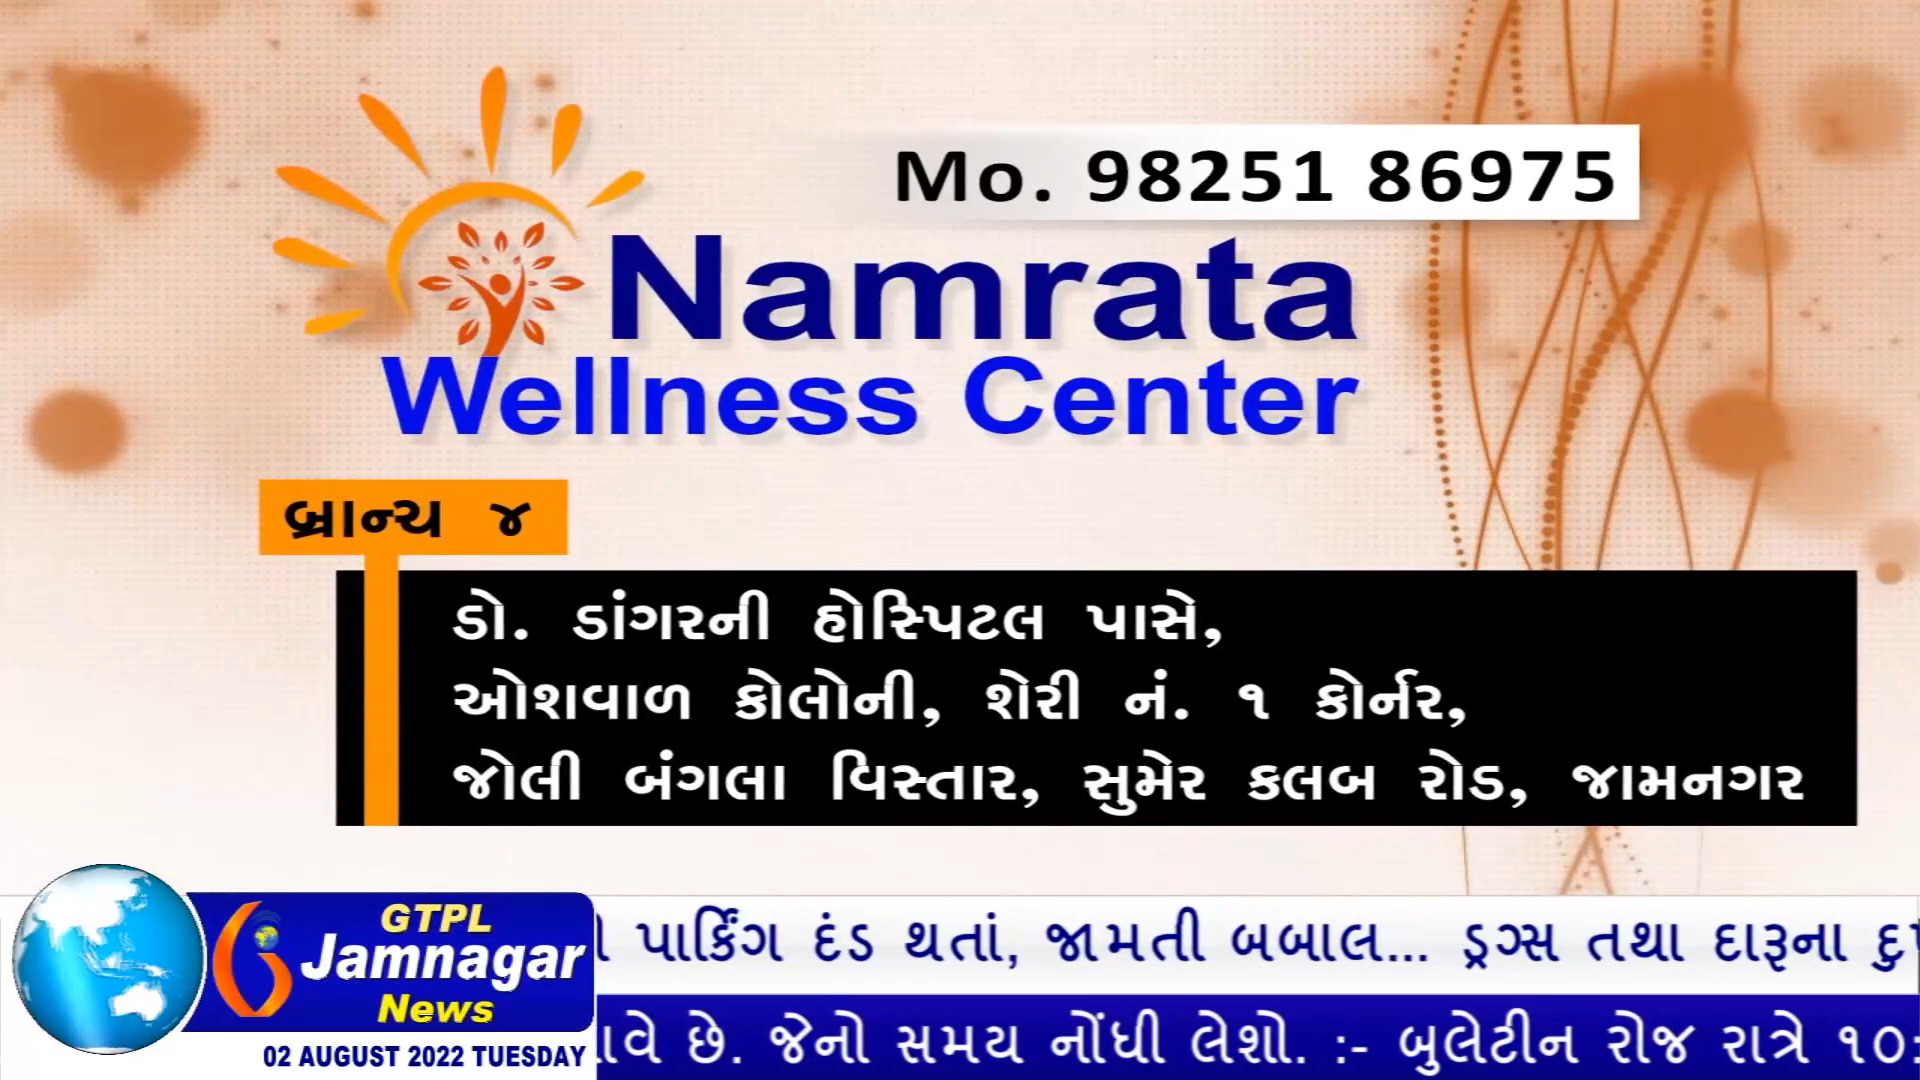 Mo. 98251 86975
Namrata
Wellness Center
બ્રાન્ચ ૪
ડો. ડાંગરની હોસ્પિટલ પાસે,
ઓશવાળ કોલોની, શેરી નં. ૧ કોર્નર,
જોલી બંગલા વિસ્તાર, સુમેર કલબ રોડ, જામનગર
GTPL
Jamnagar
News
પાર્કિંગ દંડ થતાં, જામતી બબાલ... ડ્રગ્સ તથા દારૂના
છે. જેનો સમય નોંધી લેશો. :- બુલેટીન રોજ રાત્રે ૧૦:
02 AUGUST 2022 TUESDAY